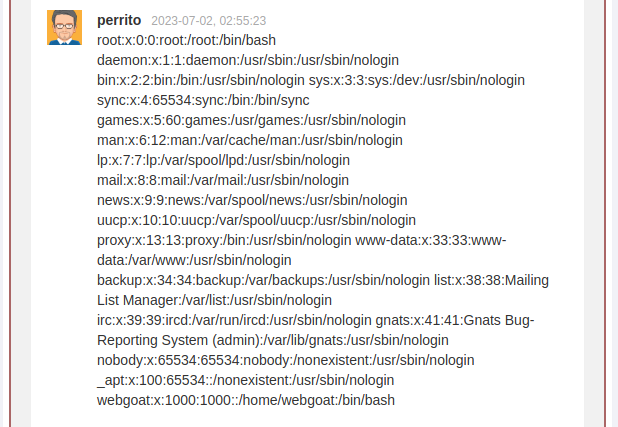 perrito 2023-07-02, 02:55:23
root:x:0:0:root:/root:/bin/bash
daemon:x:1:1:daemon:/usr/sbin:/usr/sbin/nologin
bin:x:2:2:bin:/bin:/usr/sbin/nologin sys:x:3:3:sys:/dev:/usr/sbin/nologin
sync:x:4:65534:sync:/bin:/bin/sync
games:x:5:60:games:/usr/games:/usr/sbin/nologin
man:x:6:12:man:/var/cache/man:/usr/sbin/nologin
lp:x:7:7:lp:/var/spool/lpd:/usr/sbin/nologin
mail:x:8:8:mail:/var/mail:/usr/sbin/nologin
news:x:9:9:news:/var/spool/news:/usr/sbin/nologin
uucp:x:10:10:uucp:/var/spool/uucp:/usr/sbin/nologin
proxy:x:13:13:proxy:/bin:/usr/sbin/nologin www-data:x:33:33:www-
data:/var/www:/usr/sbin/nologin
backup:x:34:34:backup:/var/backups:/usr/sbin/nologin list:x:38:38:Mailing
List Manager:/var/list:/usr/sbin/nologin
irc:x:39:39:ircd:/var/run/ircd:/usr/sbin/nologin gnats:x:41:41:Gnats Bug-
Reporting System (admin):/var/lib/gnats:/usr/sbin/nologin
nobody:x:65534:65534:nobody:/nonexistent:/usr/sbin/nologin
_apt:x:100:65534::/nonexistent:/usr/sbin/nologin
webgoat:x:1000:1000::/home/webgoat:/bin/bash